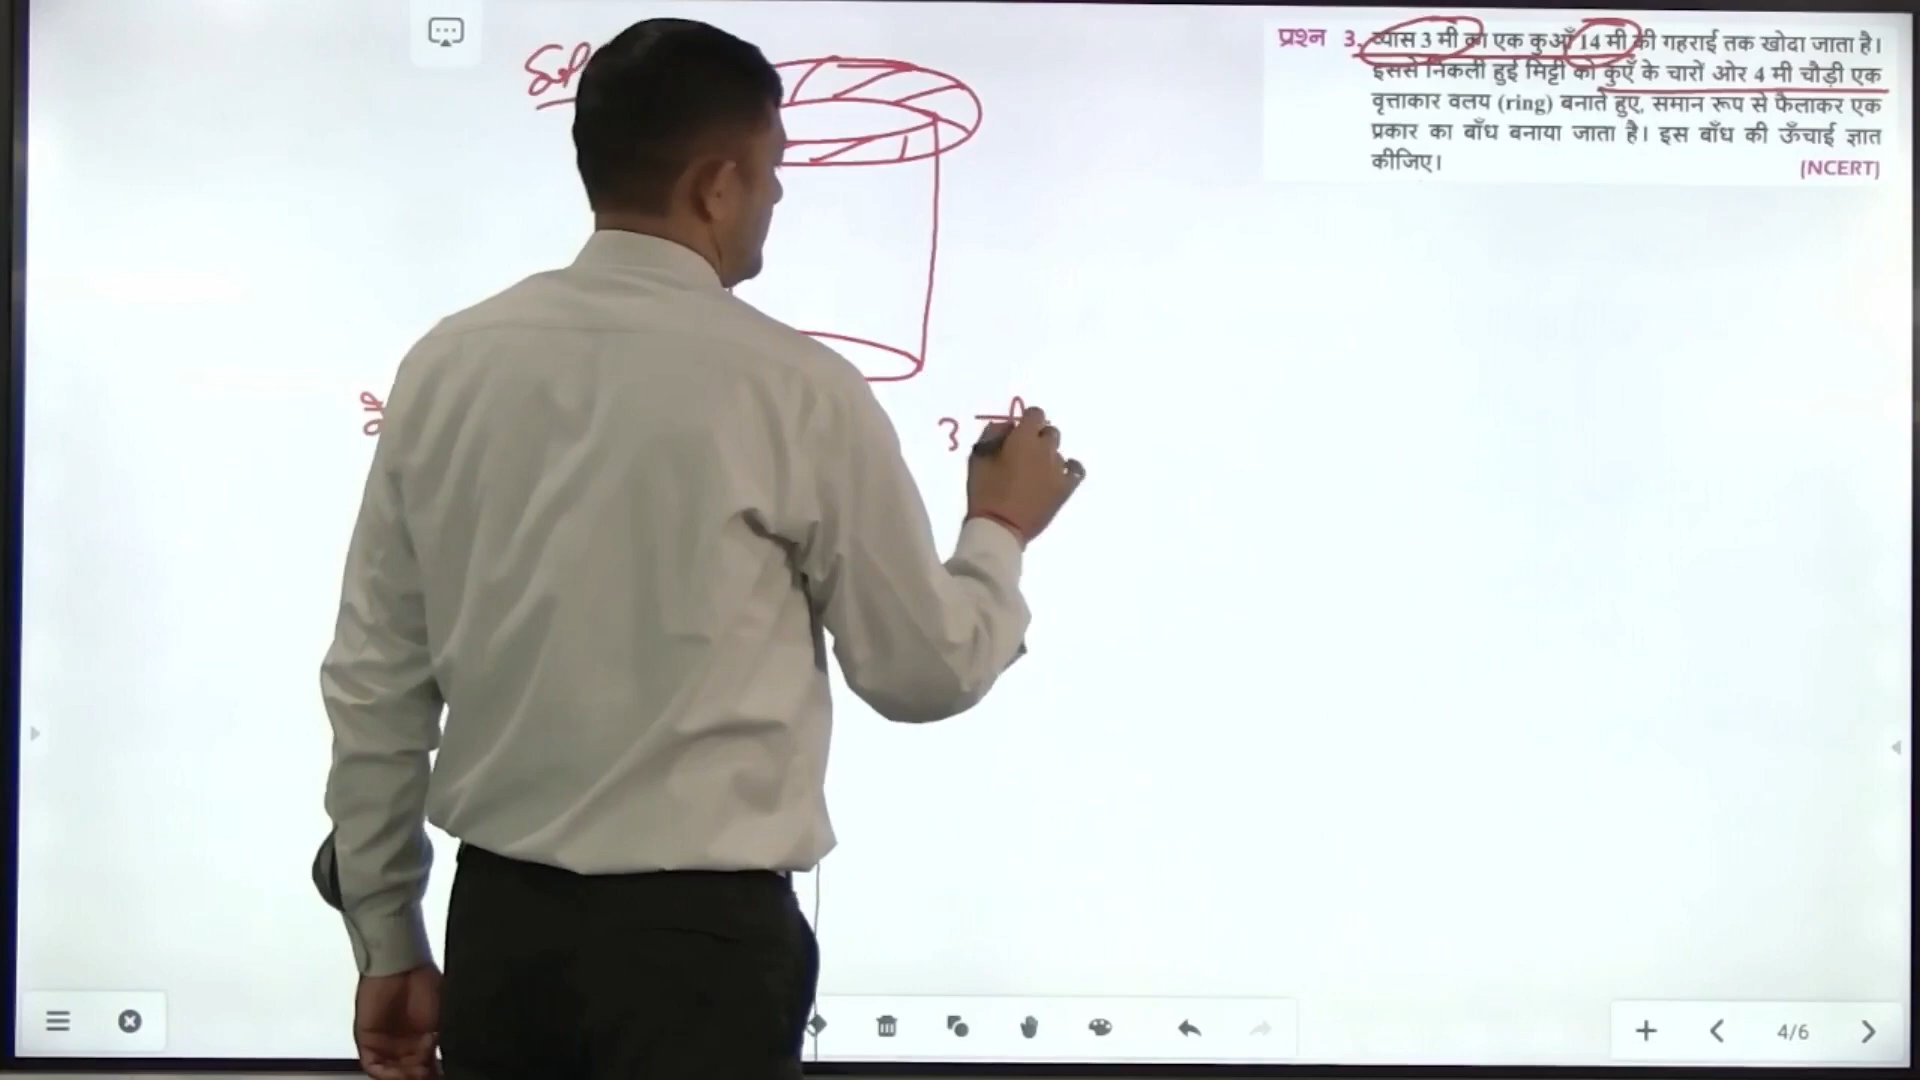 प्रश्न 3. व्यास 3 मी का एक कुआँ 14 मी की गहराई तक खोदा जाता है।
इससे निकली हुई मिट्टी को कुएँ के चारों ओर 4 मी चौड़ी एक
वृत्ताकार वलय (ring) बनाते हुए, समान रूप से फैलाकर एक
प्रकार का बाँध बनाया जाता है। इस बाँध की ऊँचाई ज्ञात
कीजिए।
(NCERT)
3
4/6